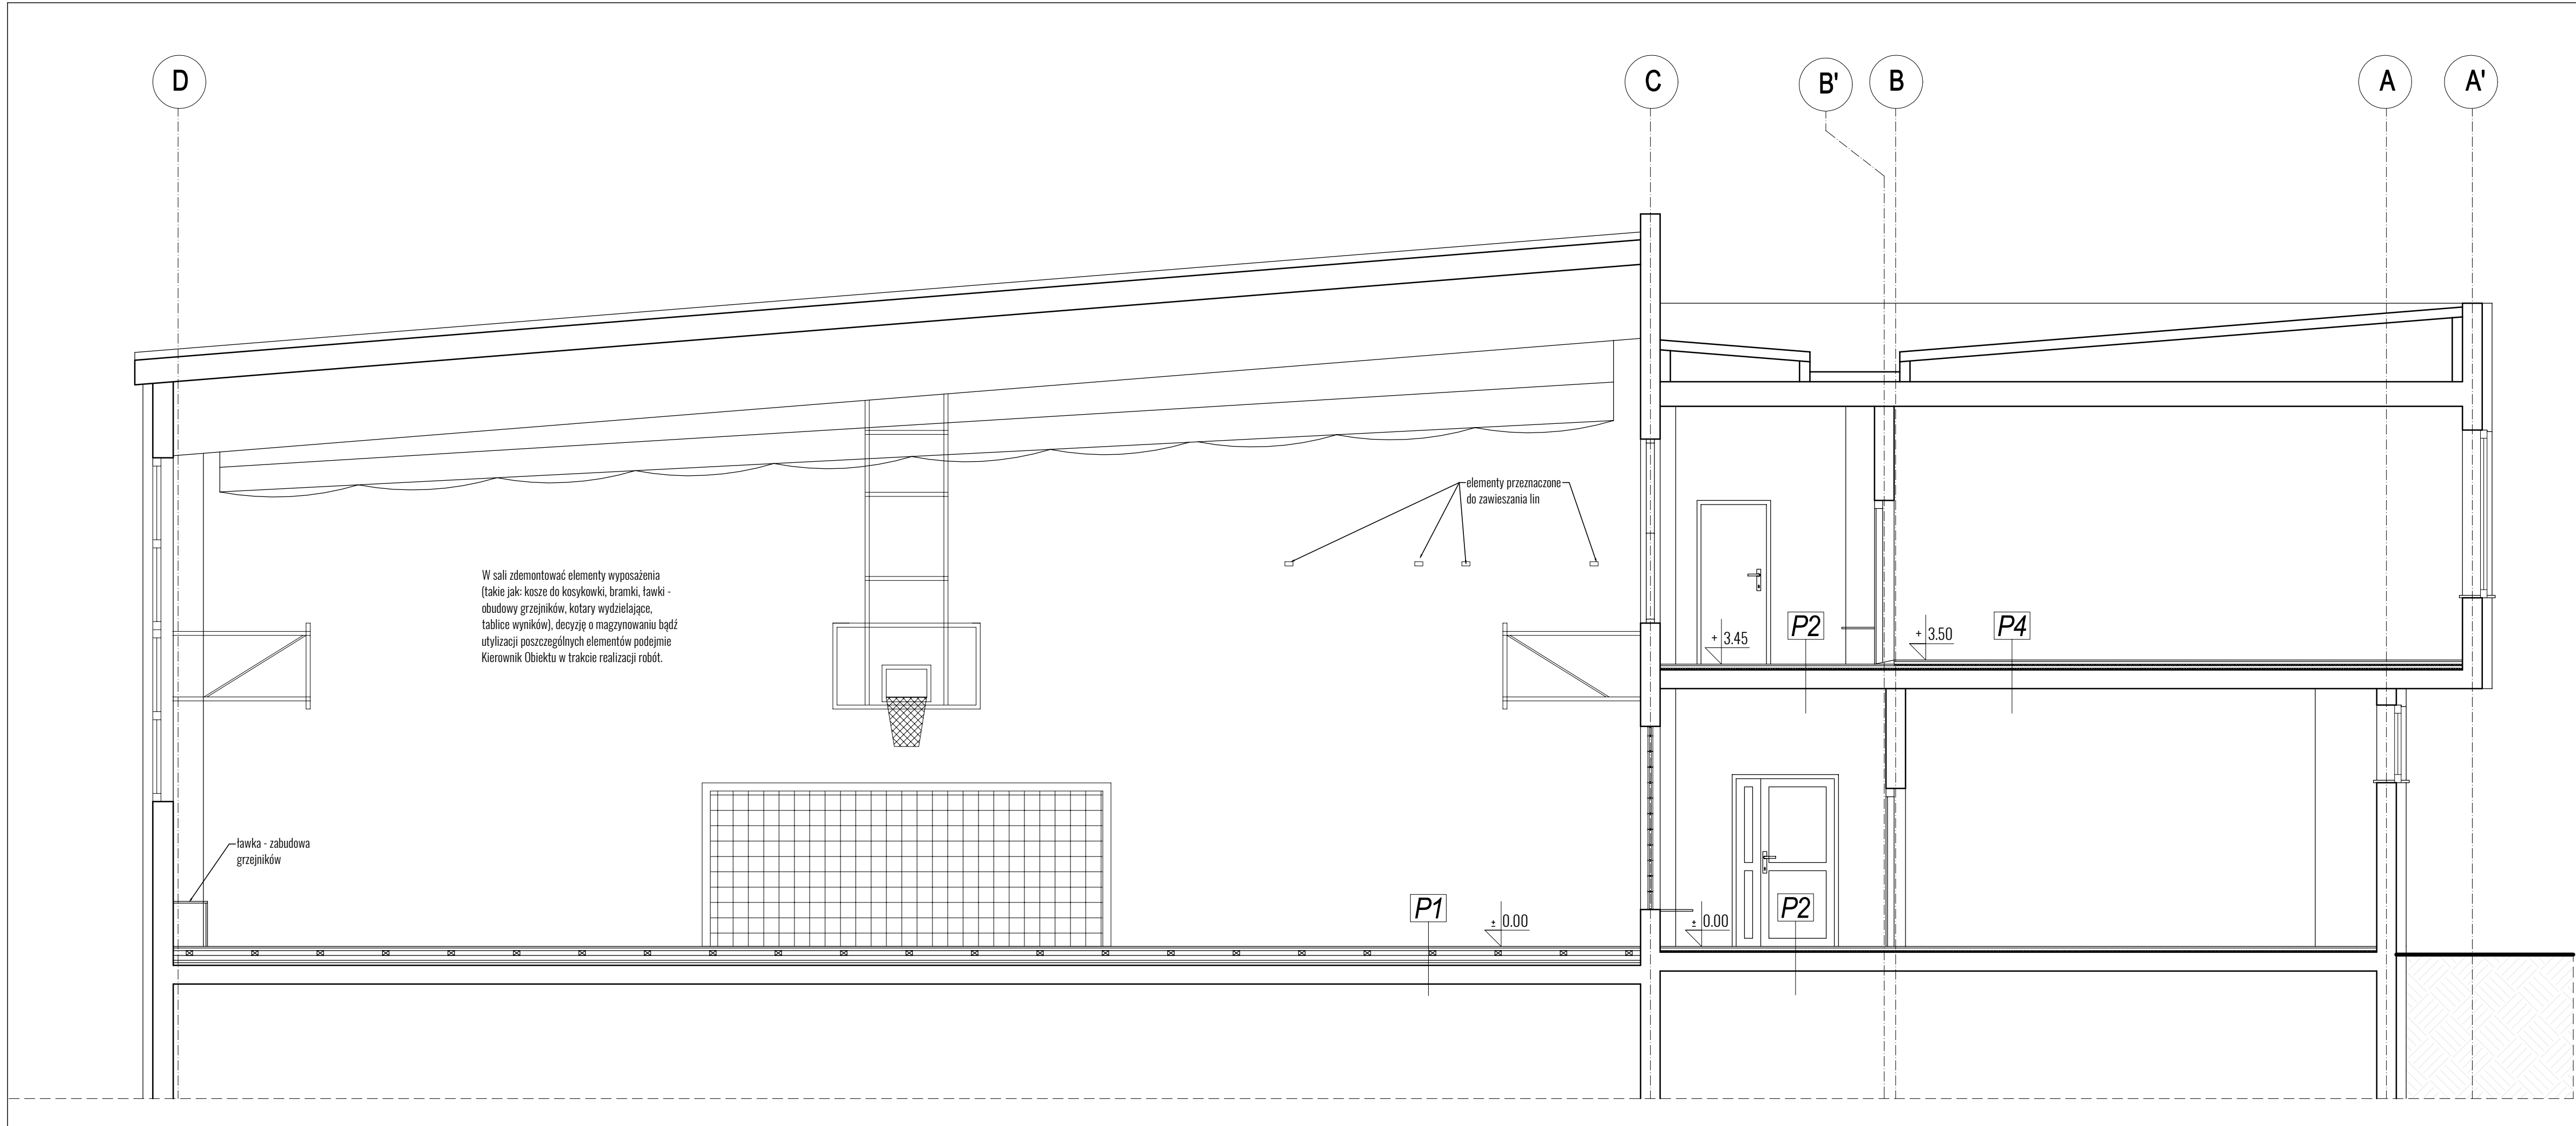 D
C
B'
B
A
A'
elementy przeznaczone
do zawieszania lin
W sali zdemontować elementy wyposażenia
(takie jak: kosze do kosykowki, bramki, ławki -
obudowy grzejników, kotary wydzielające,
tablice wyników), decyzję o magzynowaniu bądź
utylizacji poszczególnych elementów podejmie
Kierownik Obiektu w trakcie realizacji robót.
+ 3.45
P2
+ 3.50
P4
ławka - zabudowa
grzejników
P1
± 0.00
± 0.00
P2